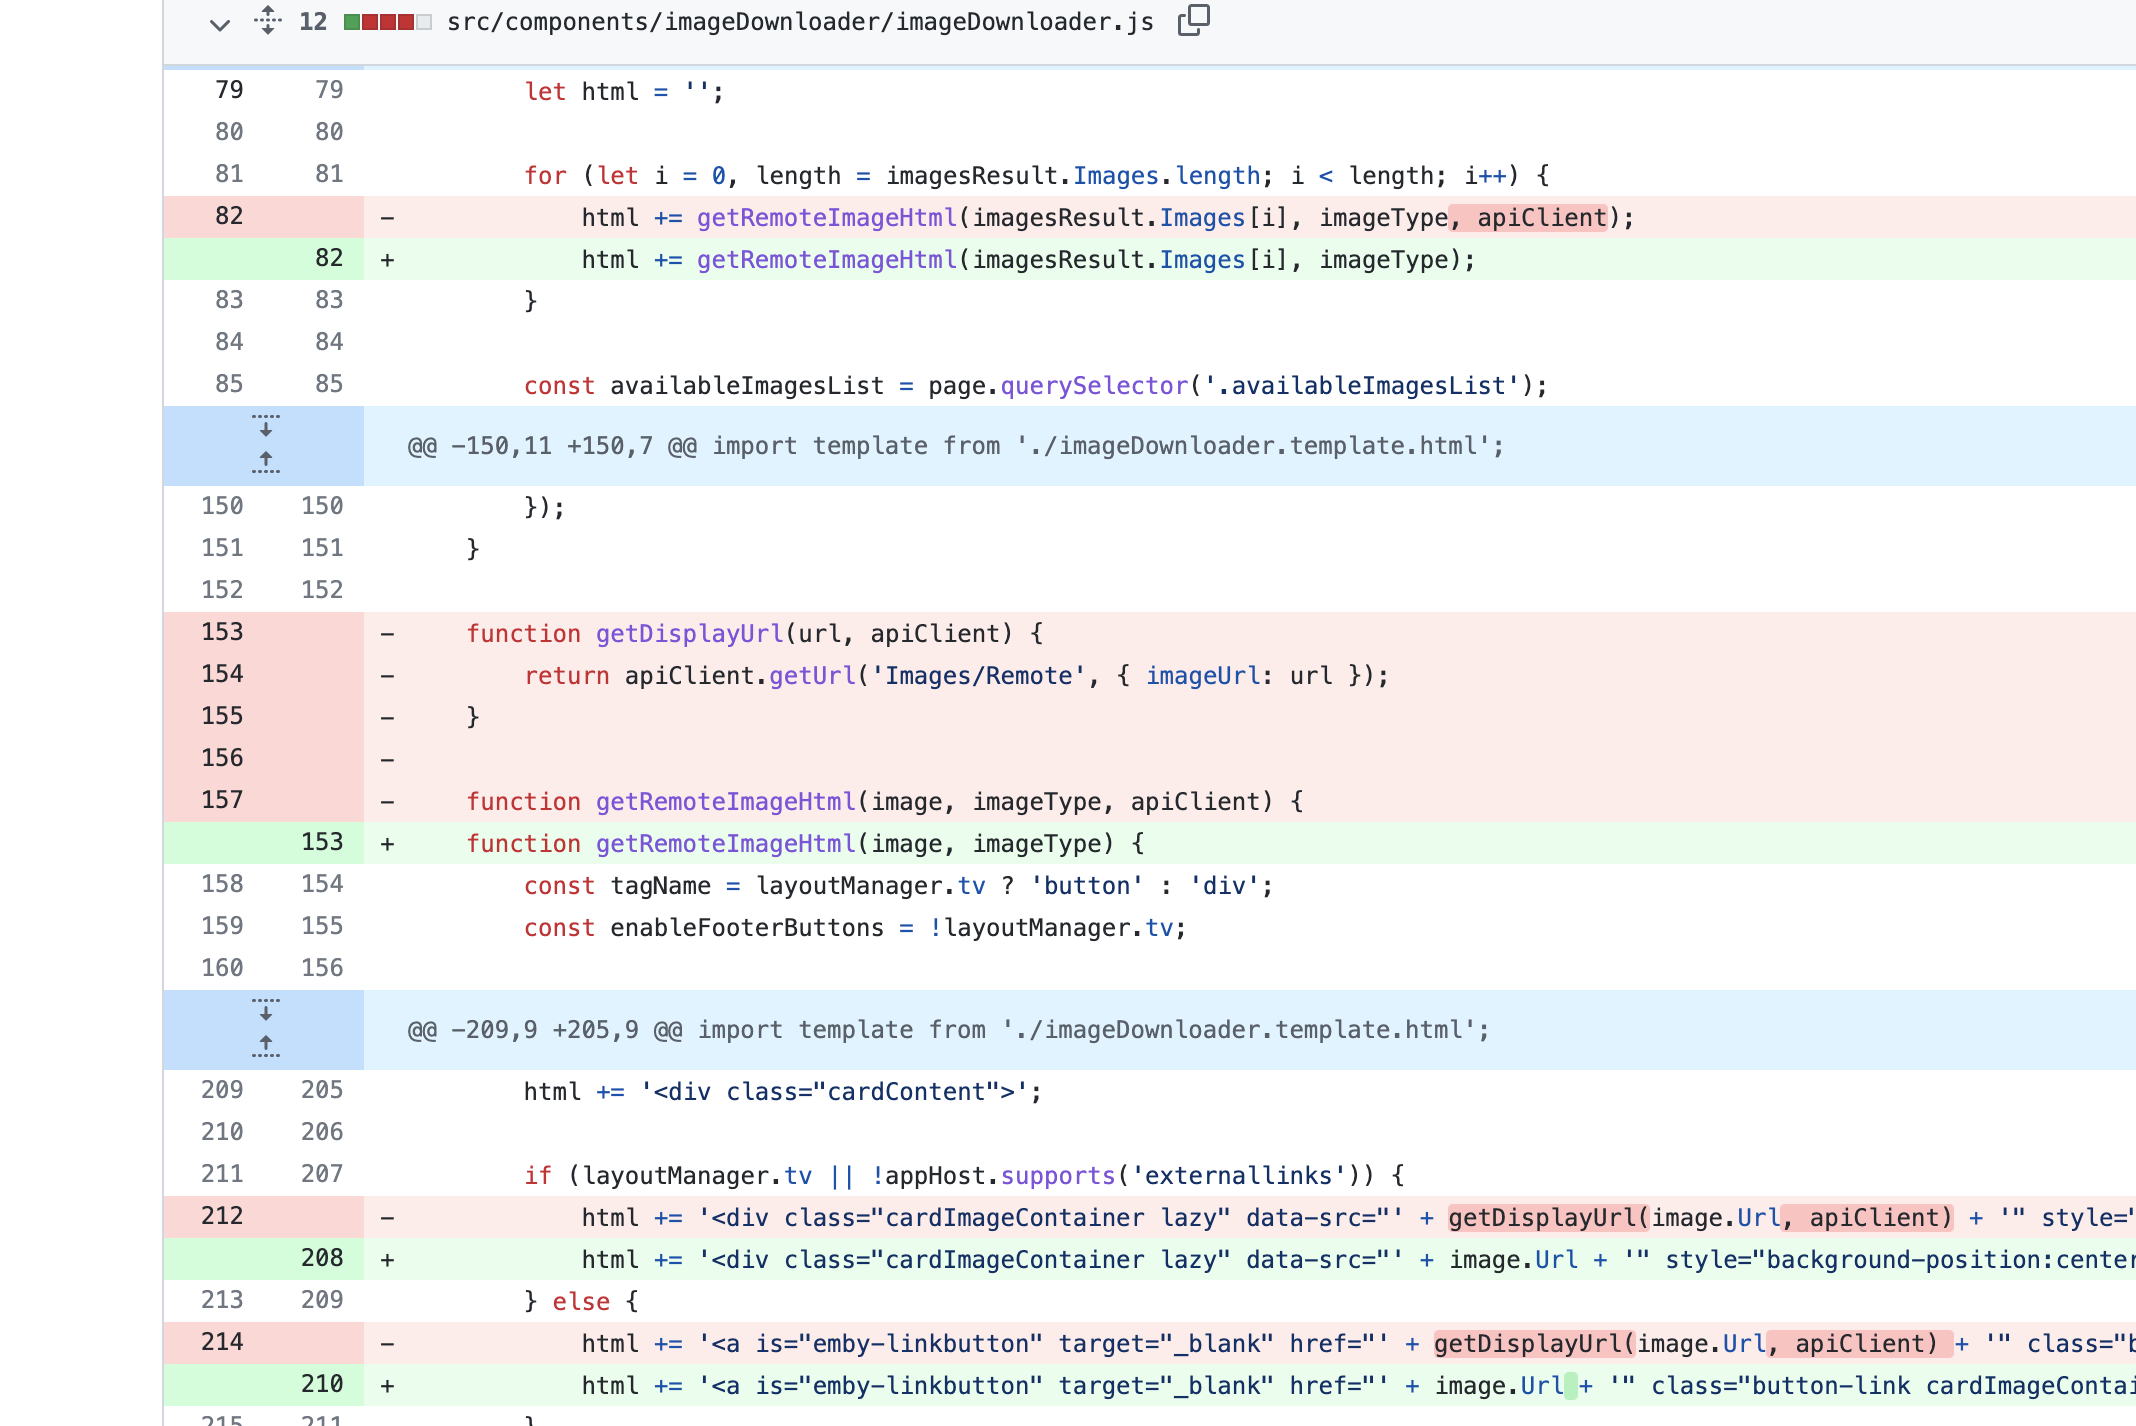 12 src/components/imageDownloader/imageDownloader.js
79 79 let html = '';
80 80
81 81 for (let i = 0, length = imagesResult.Images.length; i < length; i++) {
82 - html += getRemoteImageHtml(imagesResult.Images[i], imageType, apiClient);
82 + html += getRemoteImageHtml(imagesResult.Images[i], imageType);
83 83 }
84 84
85 85 const availableImagesList = page.querySelector('.availableImagesList');
@@ -150,11 +150,7 @@ import template from './imageDownloader.template.html';
150 150 });
151 151 }
152 152
153 - function getDisplayUrl(url, apiClient) {
154 - return apiClient.getUrl('Images/Remote', { imageUrl: url });
155 - }
156 -
157 - function getRemoteImageHtml(image, imageType, apiClient) {
153 + function getRemoteImageHtml(image, imageType) {
158 154 const tagName = layoutManager.tv ? 'button' : 'div';
159 155 const enableFooterButtons = !layoutManager.tv;
160 156
@@ -209,9 +205,9 @@ import template from './imageDownloader.template.html';
209 205 html += '<div class="cardContent">';
210 206
211 207 if (layoutManager.tv || !appHost.supports('externallinks')) {
212 - html += '<div class="cardImageContainer lazy" data-src="' + getDisplayUrl(image.Url, apiClient) + '" style="
208 + html += '<div class="cardImageContainer lazy" data-src="' + image.Url + '" style="background-position:center
213 209 } else {
214 - html += '<a is="emby-linkbutton" target="_blank" href="' + getDisplayUrl(image.Url, apiClient) + '" class="b
210 + html += '<a is="emby-linkbutton" target="_blank" href="' + image.Url + '" class="button-link cardImageContai
215 211 }